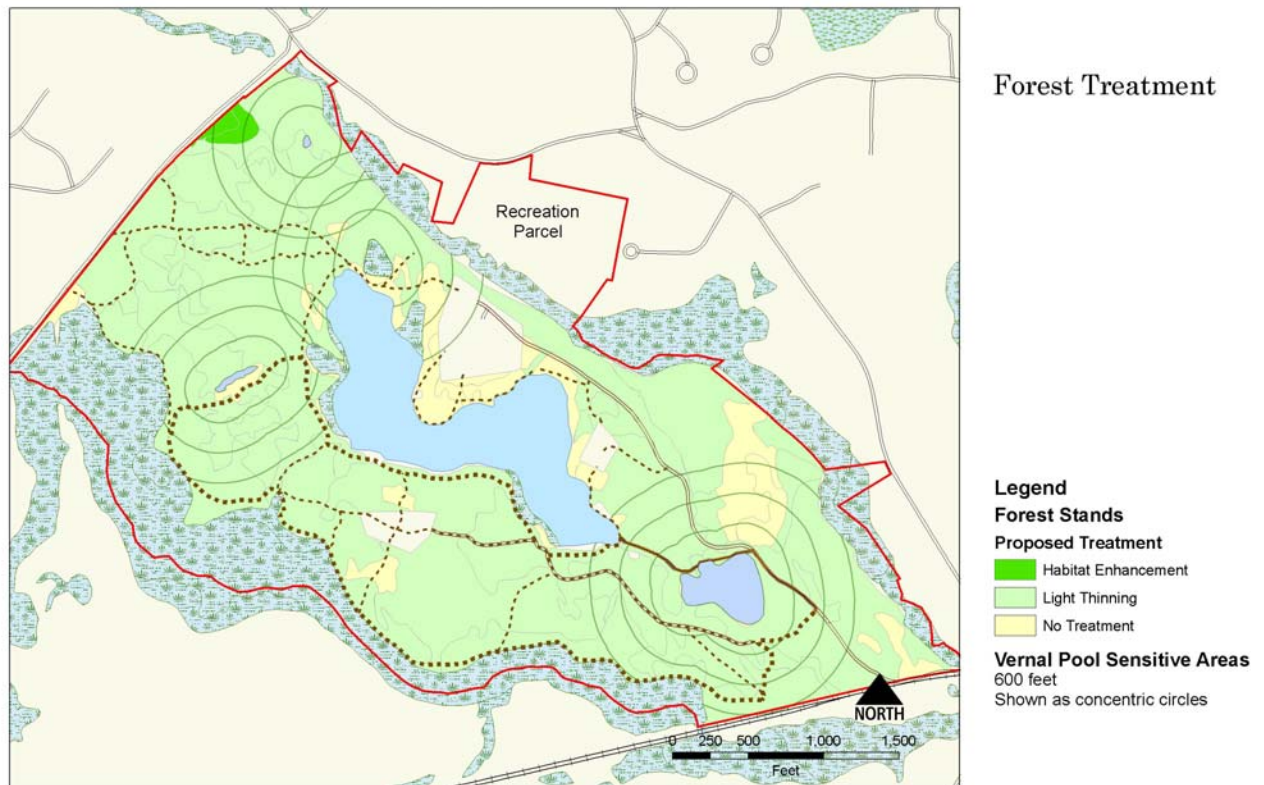 Forest Treatment
Recreation
Parcel
Legend
Forest Stands
Proposed Treatment
Habitat Enhancement
Light Thinning
No Treatment
Vernal Pool Sensitive Areas
600 feet
Shown as concentric circles
NORTH
0 250 500 1,000 1,500
Feet